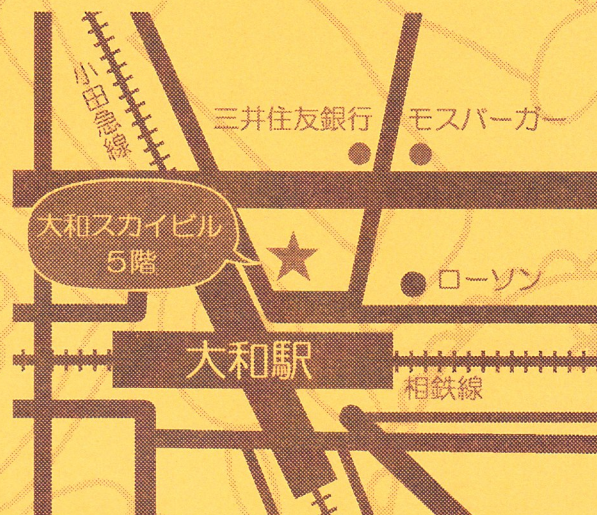 小田急線
三井住友銀行
モスバーガー
大和スカイビル
5階
ローソン
大和駅
相鉄線